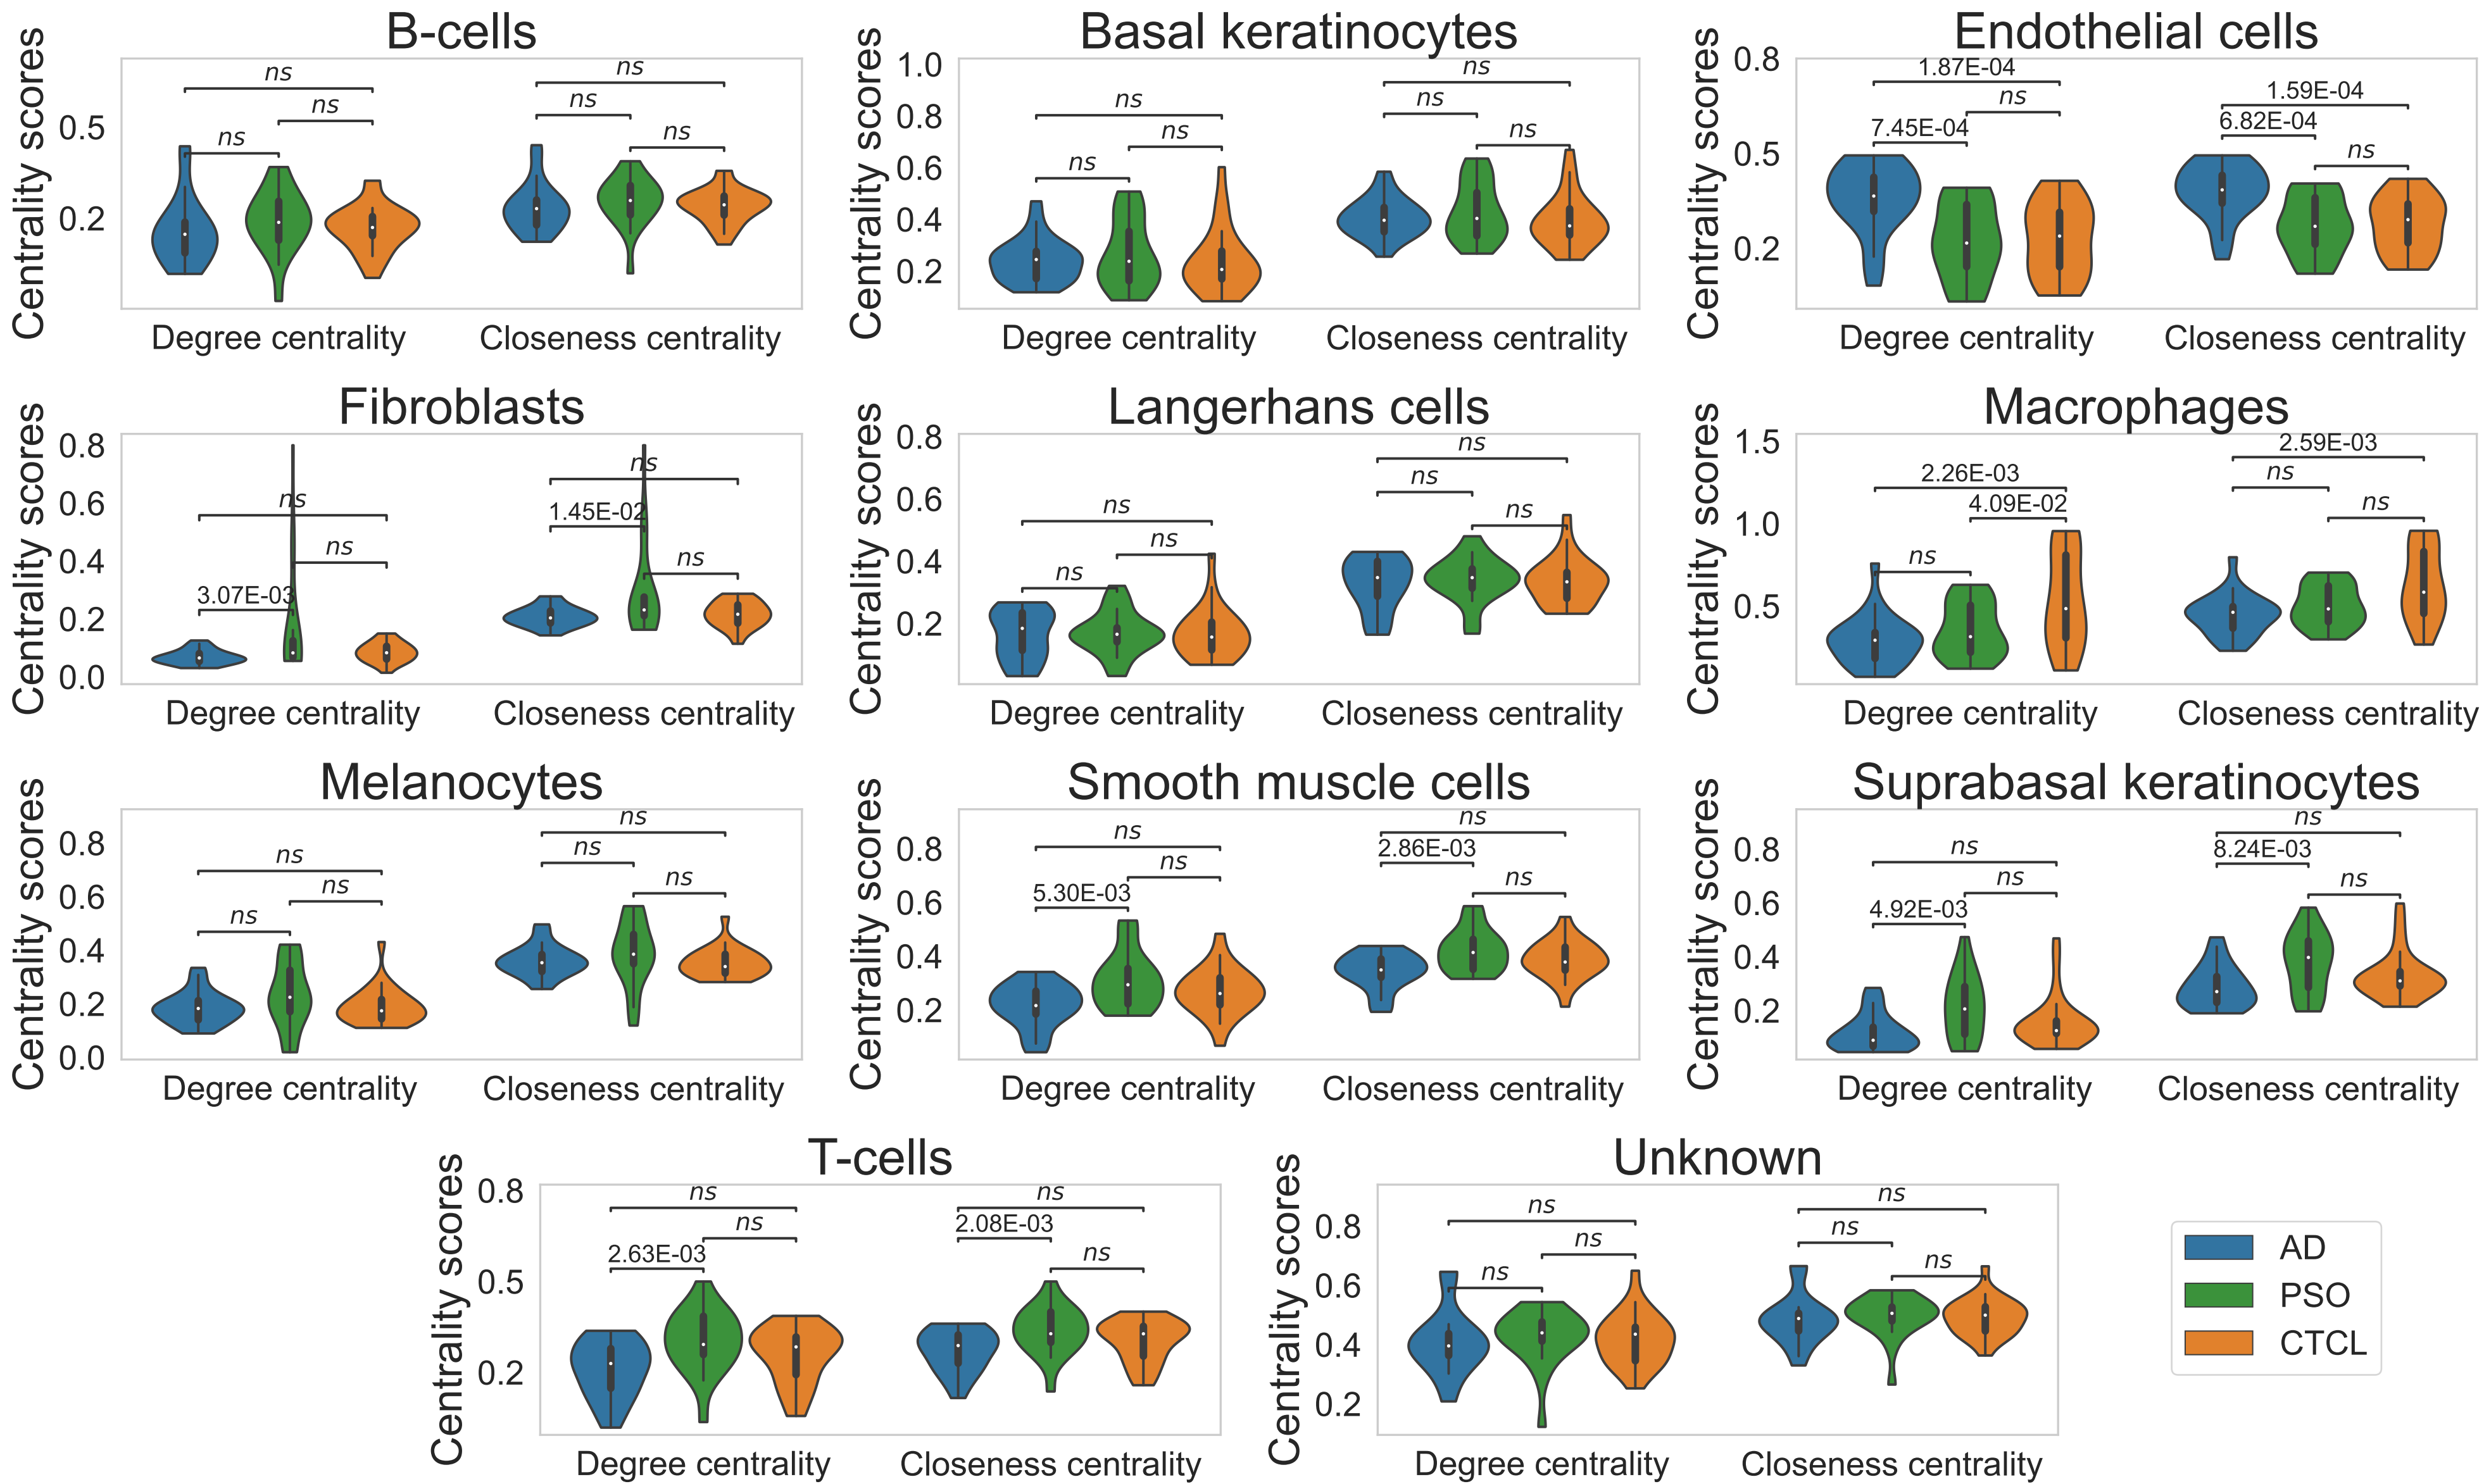 B-cells
Centrality scores
0.5
0.2
ns
ns
ns
ns
ns
ns
Degree centrality
Closeness centrality
Basal keratinocytes
Centrality scores
1.0
0.8
0.6
0.4
0.2
ns
ns
ns
ns
ns
ns
Degree centrality
Closeness centrality
Endothelial cells
Centrality scores
0.8
0.5
0.2
1.87E-04
ns
7.45E-04
1.59E-04
6.82E-04
ns
Degree centrality
Closeness centrality
Fibroblasts
Centrality scores
0.8
0.6
0.4
0.2
0.0
ns
ns
3.07E-03
ns
1.45E-02
ns
Degree centrality
Closeness centrality
Langerhans cells
Centrality scores
0.8
0.6
0.4
0.2
ns
ns
ns
ns
ns
ns
Degree centrality
Closeness centrality
Macrophages
Centrality scores
1.5
1.0
0.5
2.26E-03
4.09E-02
ns
2.59E-03
ns
ns
Degree centrality
Closeness centrality
Melanocytes
Centrality scores
0.8
0.6
0.4
0.2
0.0
ns
ns
ns
ns
ns
ns
Degree centrality
Closeness centrality
Smooth muscle cells
Centrality scores
0.8
0.6
0.4
0.2
ns
ns
5.30E-03
ns
2.86E-03
ns
Degree centrality
Closeness centrality
Suprabasal keratinocytes
Centrality scores
0.8
0.6
0.4
0.2
ns
ns
4.92E-03
ns
8.24E-03
ns
Degree centrality
Closeness centrality
T-cells
Centrality scores
0.8
0.5
0.2
ns
ns
2.63E-03
ns
2.08E-03
ns
Degree centrality
Closeness centrality
Unknown
Centrality scores
0.8
0.6
0.4
0.2
ns
ns
ns
ns
ns
ns
Degree centrality
Closeness centrality
AD
PSO
CTCL